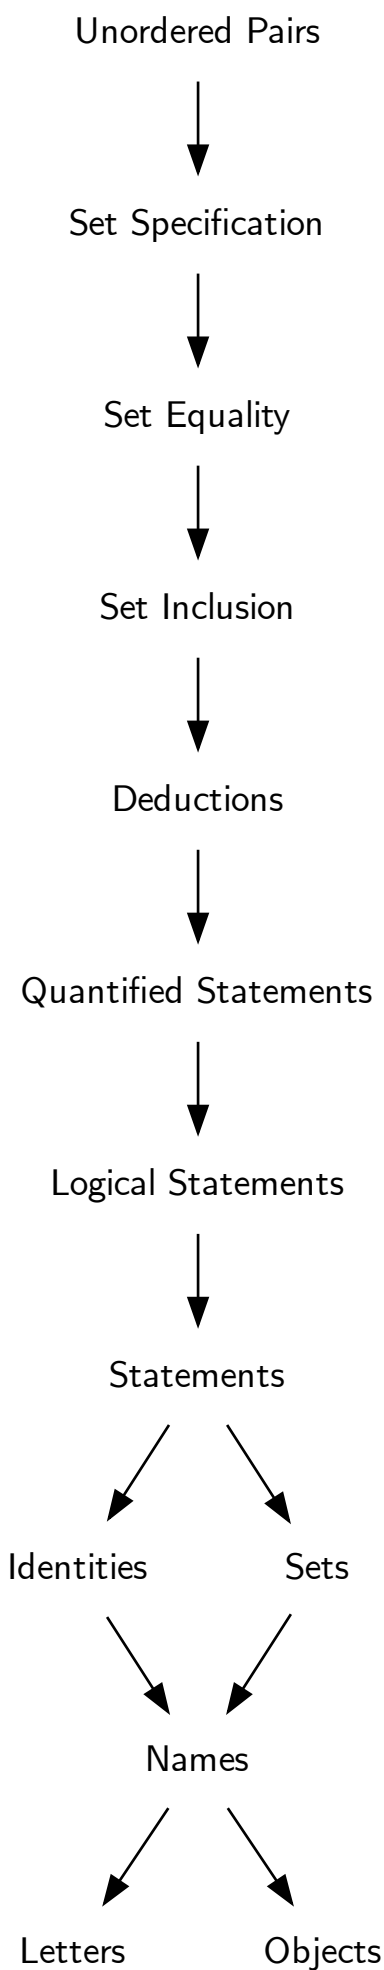 Unordered Pairs
Set Specification
Set Equality
Set Inclusion
Deductions
Quantified Statements
Logical Statements
Statements
Identities
Sets
Names
Letters
Objects